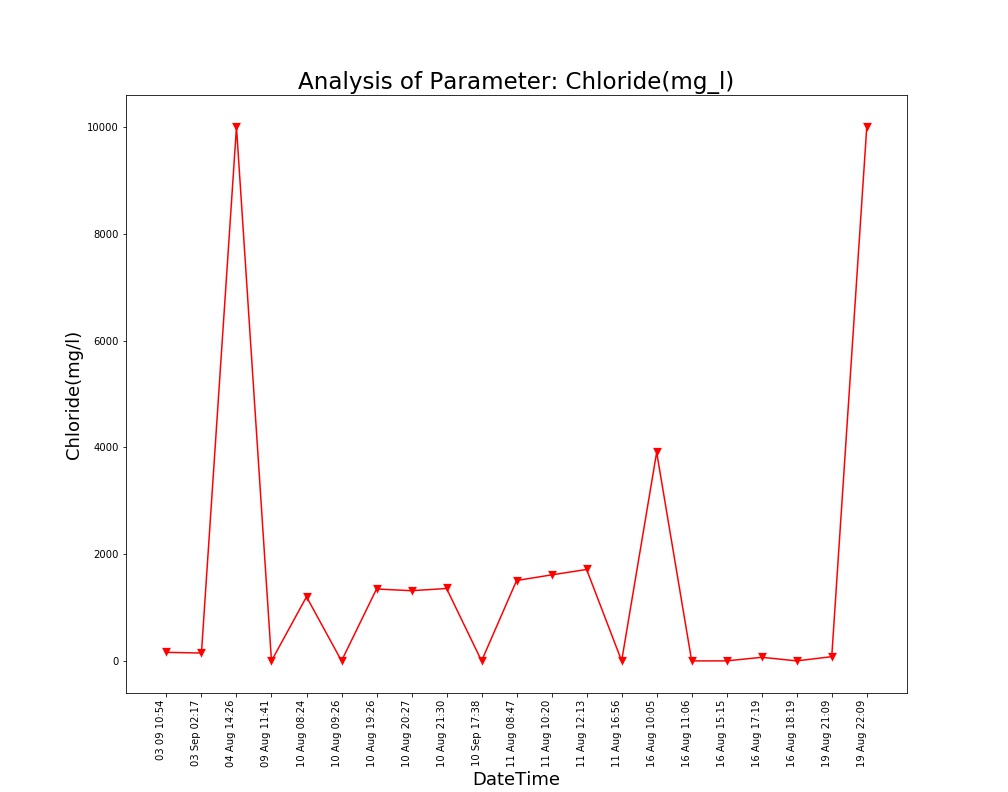 Analysis of Parameter: Chloride(mg_l)
Chloride(mg/l)
10000
8000
6000
4000
2000
0
03 09 10:54
03 Sep 02:17
04 Aug 14:26
09 Aug 11:41
10 Aug 08:24
10 Aug 09:26
10 Aug 19:26
10 Aug 20:27
10 Aug 21:30
10 Sep 17:38
11 Aug 08:47
11 Aug 10:20
11 Aug 12:13
11 Aug 16:56
16 Aug 10:05
16 Aug 11:06
16 Aug 15:15
16 Aug 17:19
16 Aug 18:19
19 Aug 21:09
19 Aug 22:09
DateTime